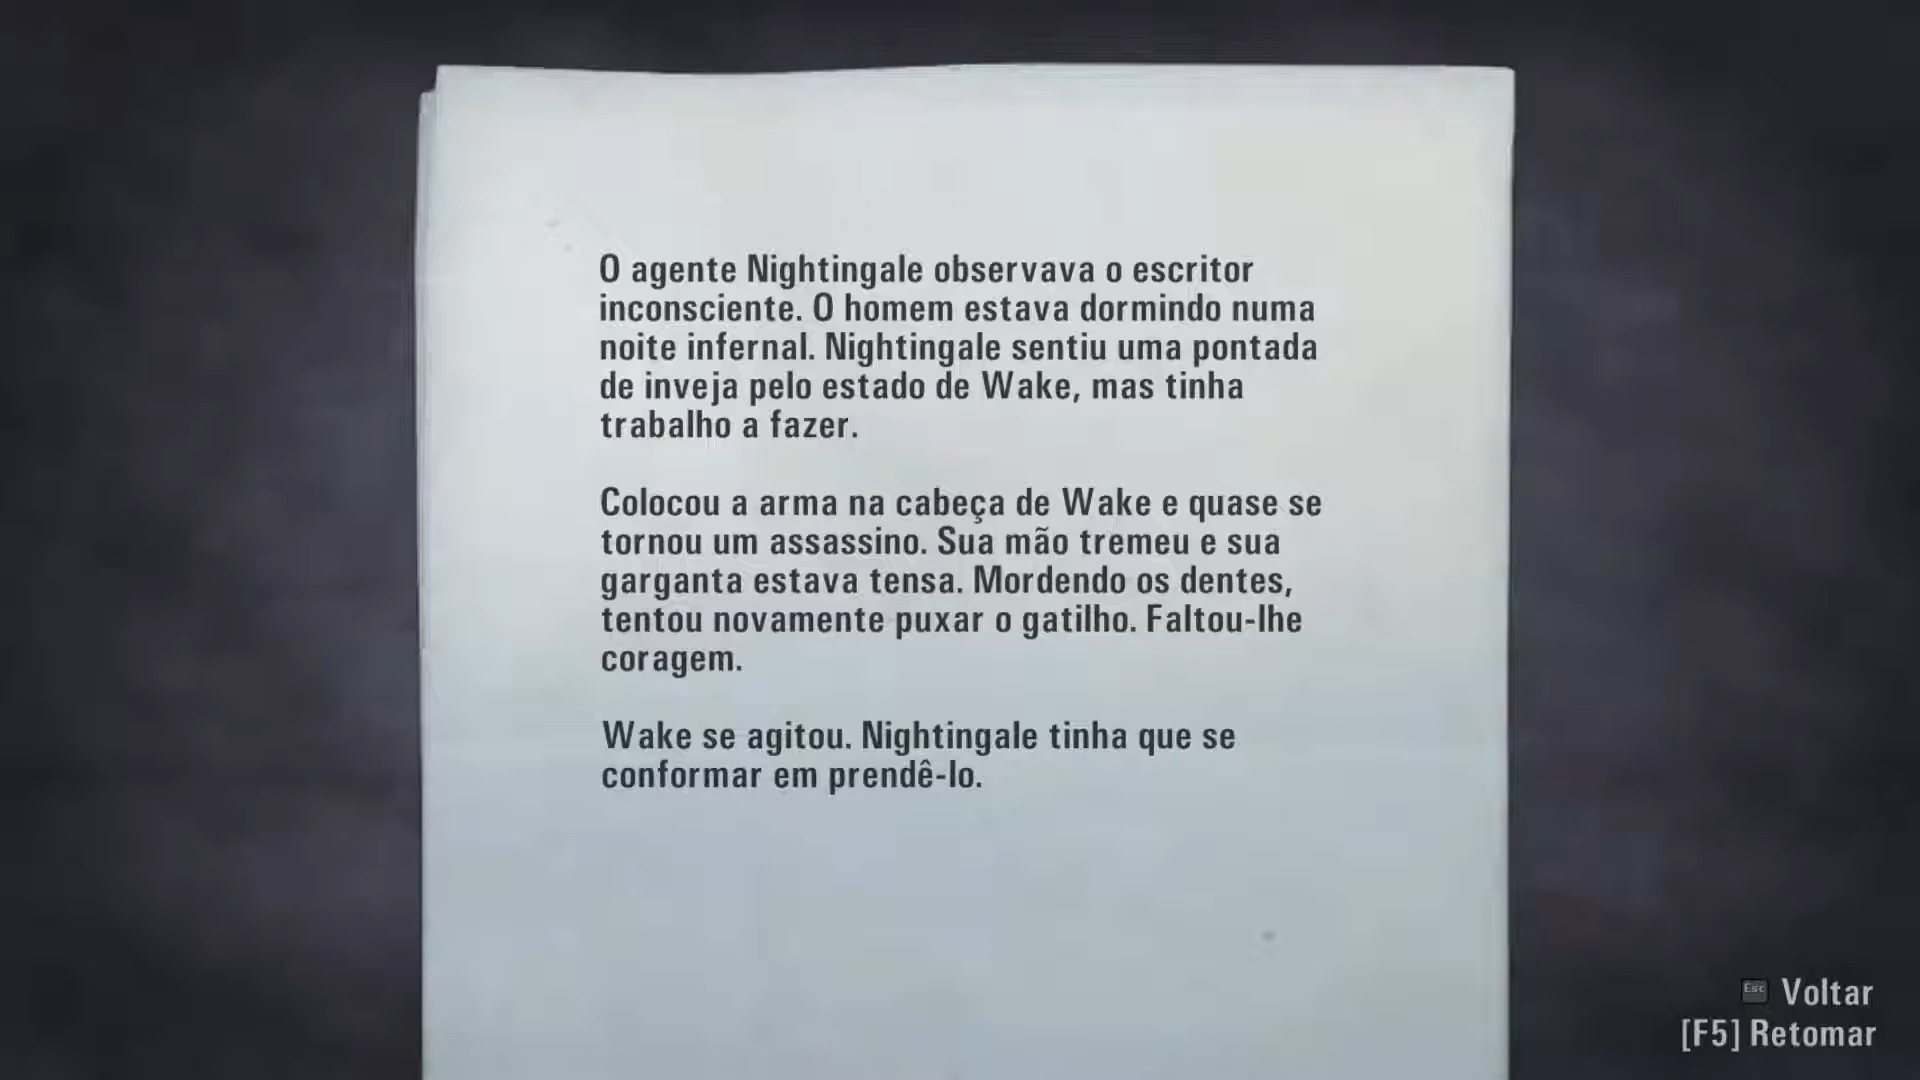 O agente Nightingale observava o escritor
inconsciente. O homem estava dormindo numa
noite infernal. Nightingale sentiu uma pontada
de inveja pelo estado de Wake, mas tinha
trabalho a fazer.
Colocou a arma na cabeça de Wake e quase se
tornou um assassino. Sua mão tremeu e sua
garganta estava tensa. Mordendo os dentes,
tentou novamente puxar o gatilho. Faltou-lhe
coragem.
Wake se agitou. Nightingale tinha que se
conformar em prendê-lo.
Esc Voltar
[F5] Retomar